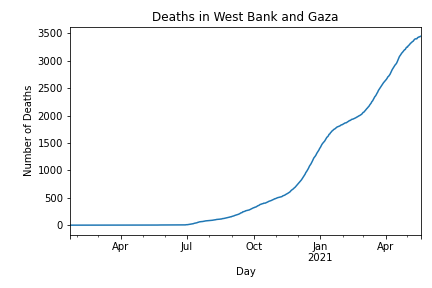 Deaths in West Bank and Gaza
3500
3000
2500
2000
1500
1000
500
0
Number of Deaths
Apr
Jul
Oct
Jan
2021
Apr
Day